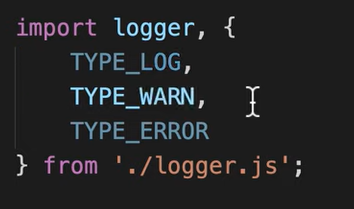 import logger, {
TYPE_LOG,
TYPE_WARN,
TYPE_ERROR
} from './logger.js';